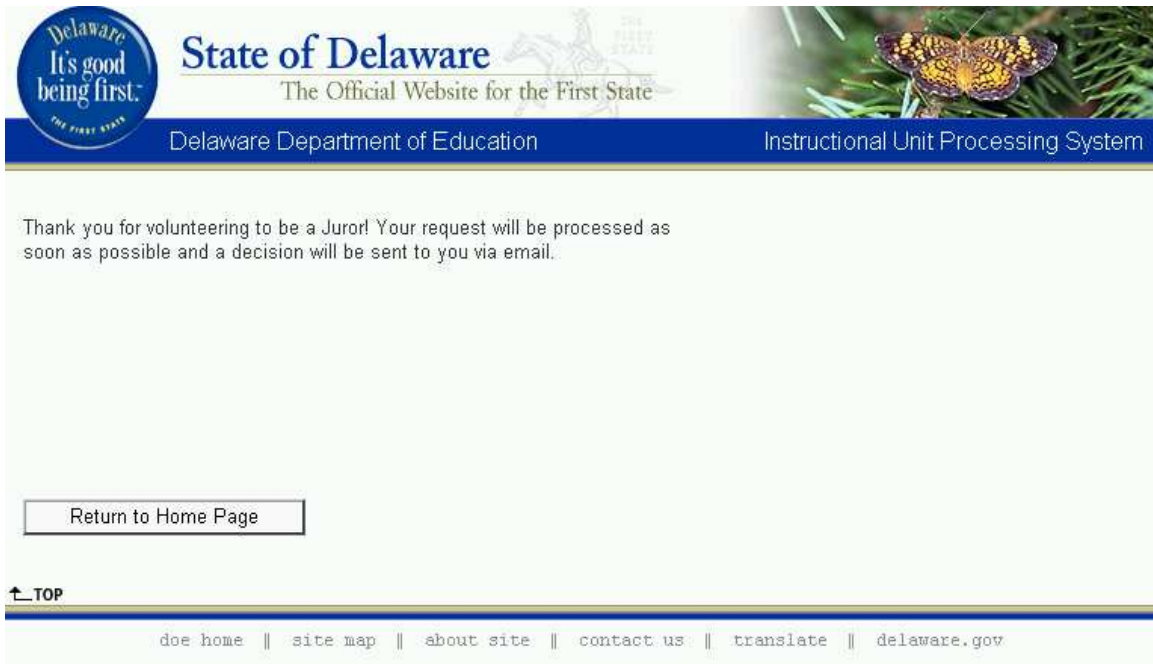 Delaware
It's good
being first.
THE FIRST STATE
State of Delaware
The Official Website for the First State
THE
FIRST
STATE
Delaware Department of Education
Instructional Unit Processing System
Thank you for volunteering to be a Juror! Your request will be processed as
soon as possible and a decision will be sent to you via email.
Return to Home Page
TOP
doe home || site map || about site || contact us || translate || delaware.gov